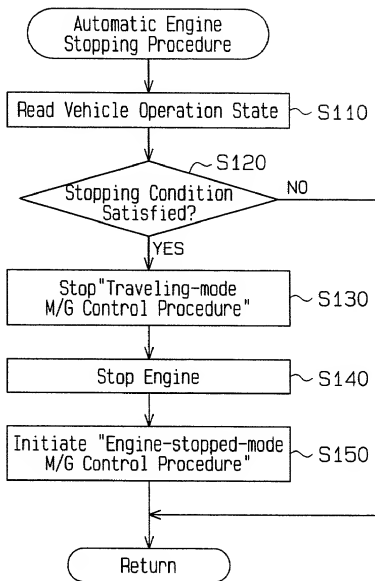 Automatic Engine
Stopping Procedure
Read Vehicle Operation State
S110
S120
Stopping Condition
Satisfied?
NO
YES
Stop"Traveling-mode
M/G Control Procedure"
S130
Stop Engine
S140
Initiate "Engine-stopped-mode
M/G Control Procedure"
S150
Return